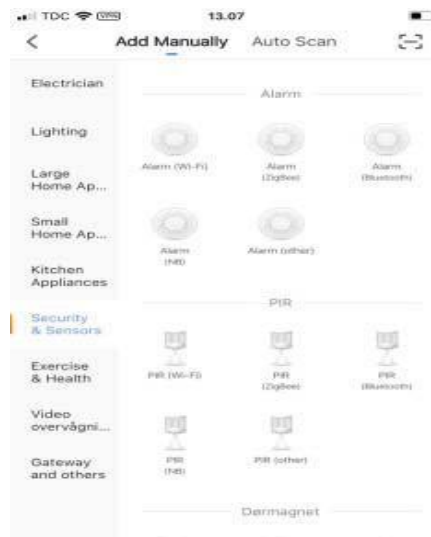 TDC VPN 13.07
< Add Manually Auto Scan
Electrician
Lighting
Large
Home Ap...
Small
Home Ap...
Kitchen
Appliances
Security
& Sensors
Exercise
& Health
Video
overvågni...
Gateway
and others
Alarm
Alarm (Wi-Fi)
Alarm
(ZigBee)
Alarm
(Bluetooth)
Alarm
(NB)
Alarm (other)
PIR
PIR (Wi-Fi)
PIR
(ZigBee)
PIR
(Bluetooth)
PIR
(NB)
PIR (other)
Dørmagnet